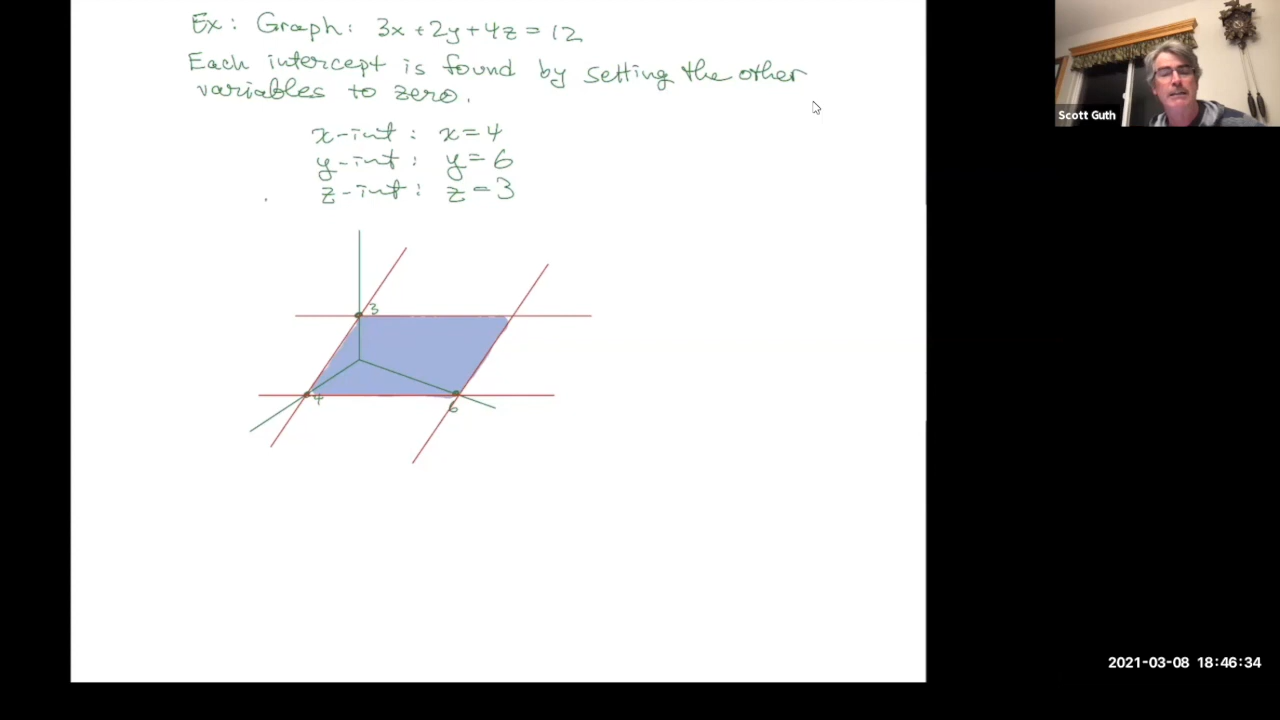 Ex: Graph: 3x + 2y + 4z = 12
Each intercept is found by setting the other
variables to zero.
x-int: x = 4
y-int: y = 6
z-int: z = 3
3
4
6
Scott Guth
2021-03-08 18:46:34